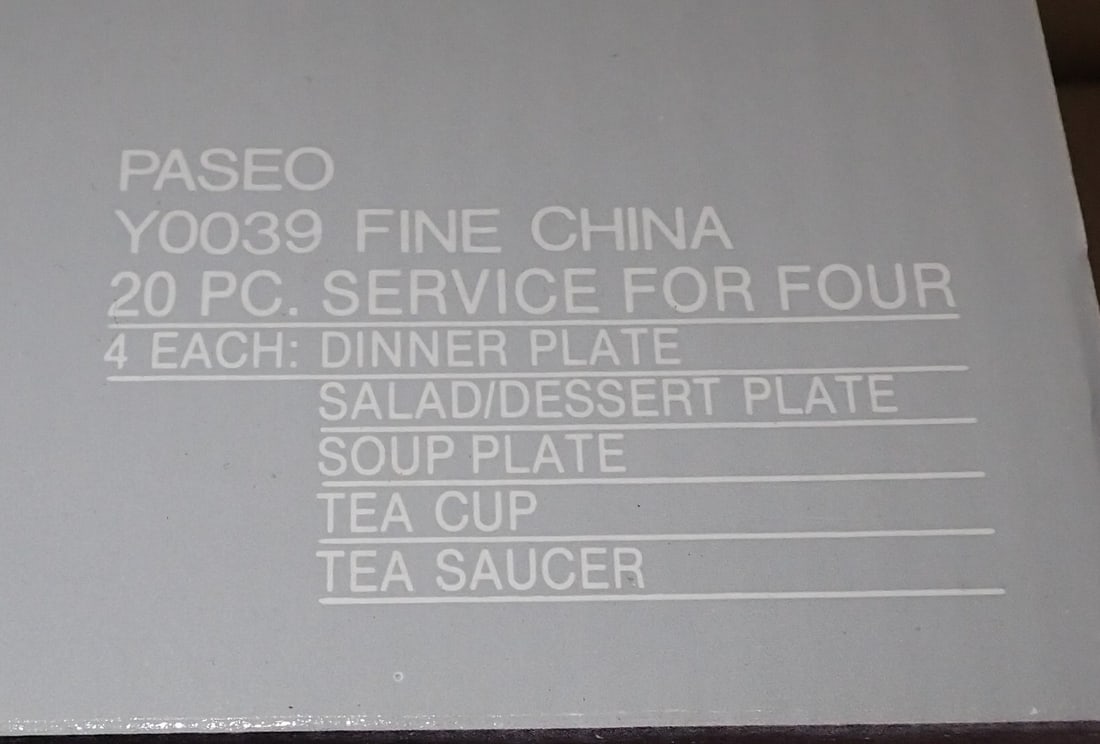 PASEO
Y0039 FINE CHINA
20 PC. SERVICE FOR FOUR
4 EACH: DINNER PLATE
SALAD/DESSERT PLATE
SOUP PLATE
TEA CUP
TEA SAUCER